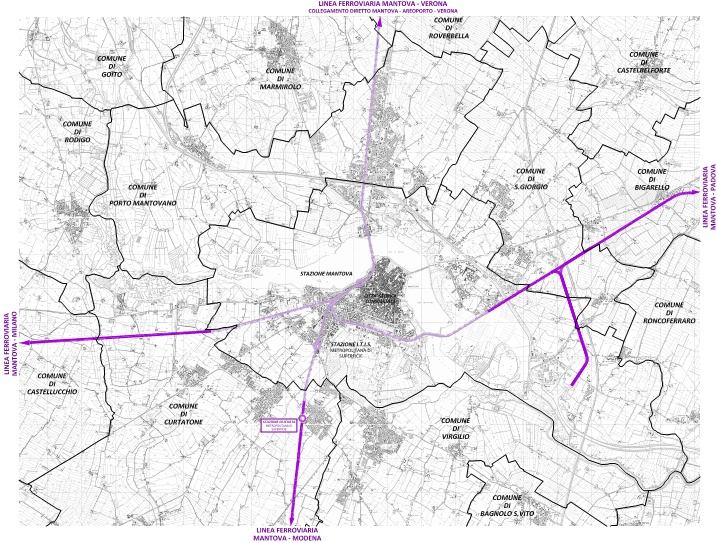 LINEA FERROVIARIA MANTOVA - VERONA
COLLEGAMENTO DIRETTO MANTOVA - AREOPORTO - VERONA
COMUNE
DI
ROVERBELLA
COMUNE
DI
GOITO
COMUNE
DI
MARMIROLO
COMUNE
DI
CASTELBELFORTE
COMUNE
DI
RODIGO
COMUNE
DI
PORTO MANTOVANO
COMUNE
DI
S.GIORGIO
COMUNE
DI
BIGARELLO
LINEA FERROVIARIA
MANTOVA - PADOVA
STAZIONE MANTOVA
COMUNE
DI
RONCOFERRARO
LINEA FERROVIARIA
MANTOVA - MILANO
STAZIONE I.T.I.S.
METROPOLITANA DI
SUPERFICIE
COMUNE
DI
CASTELLUCCHIO
COMUNE
DI
CURTATONE
METROPOLITANA DI
SUPERFICIE
COMUNE
DI
VIRGILIO
COMUNE
DI
BAGNOLO S.VITO
LINEA FERROVIARIA
MANTOVA - MODENA